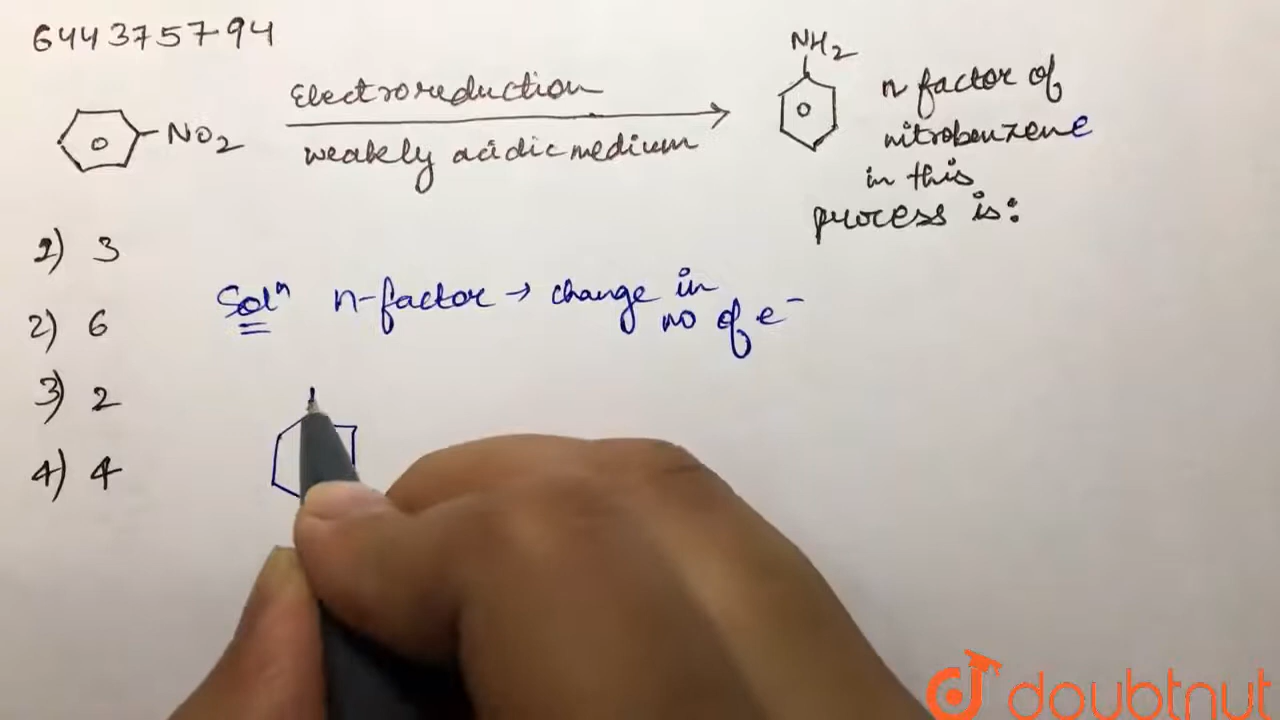 6443757794
NO2
Electroreduction
weakly acidic medium
NH2
n factor of
nitrobenzene
in this
process is:
1) 3
2) 6
3) 2
4) 4
Solⁿ n-factor → change in
no of e⁻
doubtnut